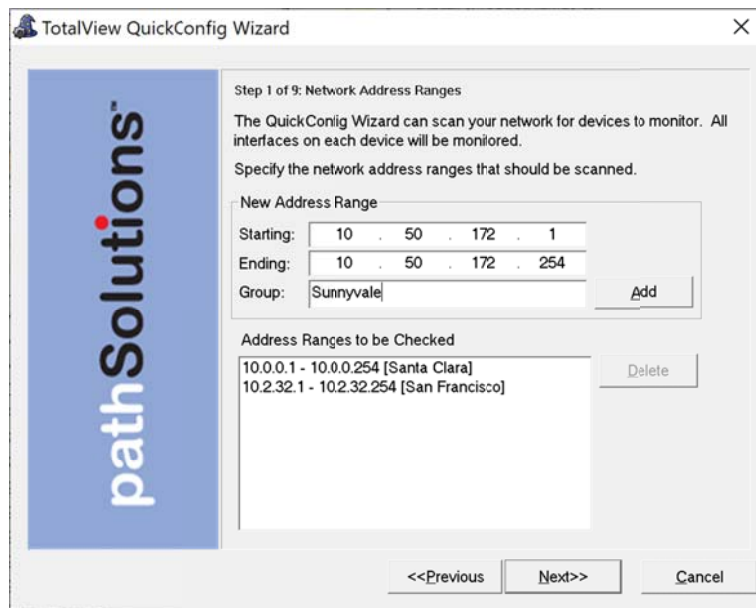 TotalView QuickConfig Wizard
pathSolutions™
Step 1 of 9: Network Address Ranges
The QuickConfig Wizard can scan your network for devices to monitor. All
interfaces on each device will be monitored.
Specify the network address ranges that should be scanned.
New Address Range
Starting: 10 . 50 . 172 . 1
Ending: 10 . 50 . 172 . 254
Group: Sunnyvale
Add
Address Ranges to be Checked
10.0.0.1 - 10.0.0.254 [Santa Clara]
10.2.32.1 - 10.2.32.254 [San Francisco]
Delete
<<Previous Next>> Cancel